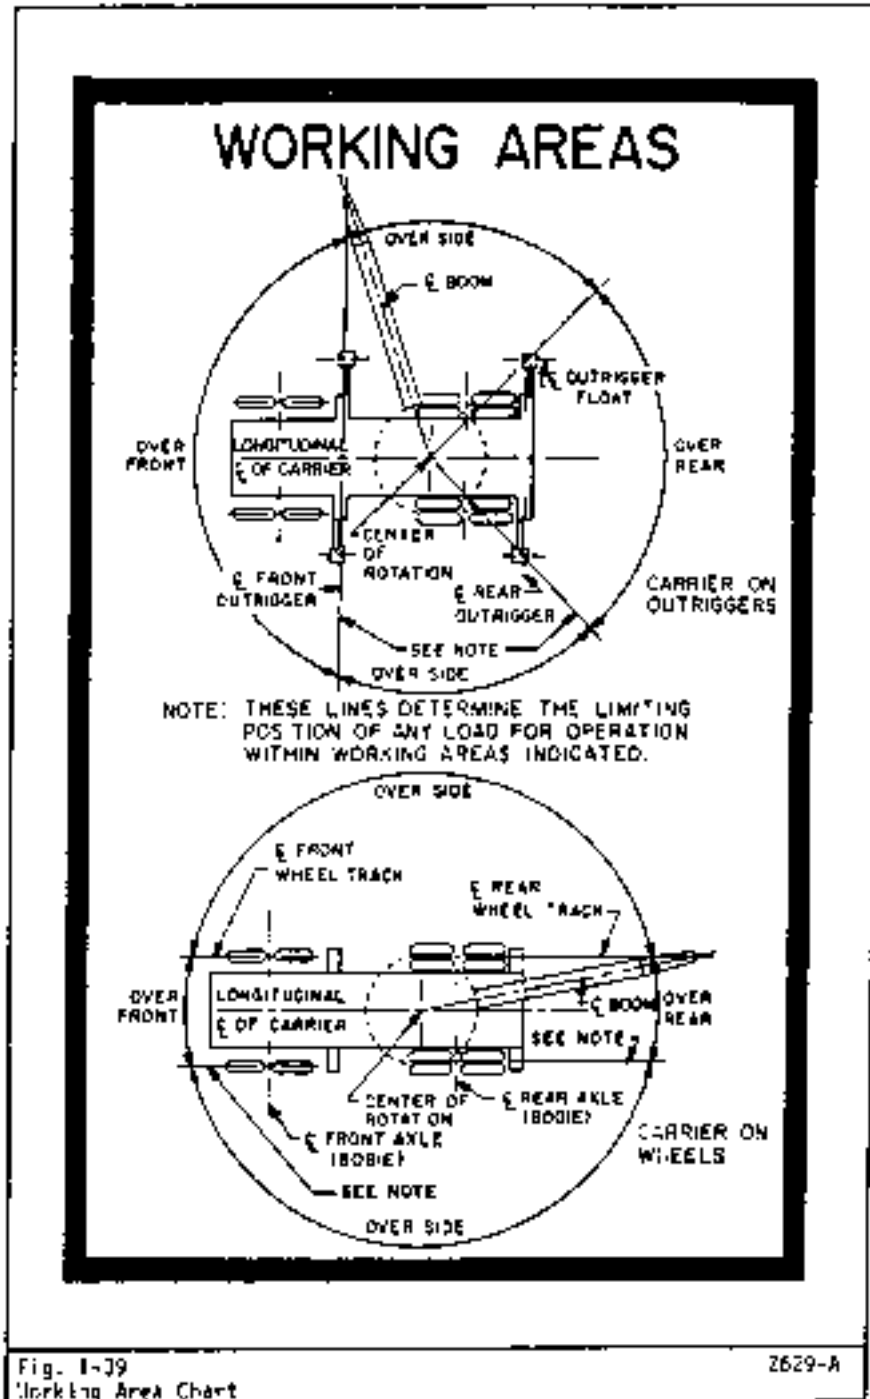 WORKING AREAS
OVER SIDE
℄ BOOM
℄ OUTRIGGER
FLOAT
OVER
FRONT
LONGITUDINAL
℄ OF CARRIER
OVER
REAR
CENTER
OF
ROTATION
℄ FRONT
OUTRIGGER
℄ REAR
OUTRIGGER
CARRIER ON
OUTRIGGERS
SEE NOTE
OVER SIDE
NOTE: THESE LINES DETERMINE THE LIMITING
POSITION OF ANY LOAD FOR OPERATION
WITHIN WORKING AREAS INDICATED.
OVER SIDE
℄ FRONT
WHEEL TRACK
℄ REAR
WHEEL TRACK
OVER
FRONT
LONGITUDINAL
℄ OF CARRIER
℄ BOOM
OVER
REAR
SEE NOTE
CENTER OF
ROTATION
℄ REAR AXLE
(BOGIE)
℄ FRONT AXLE
(BOGIE)
CARRIER ON
WHEELS
SEE NOTE
OVER SIDE
Fig. 1-39
Working Area Chart
2629-A